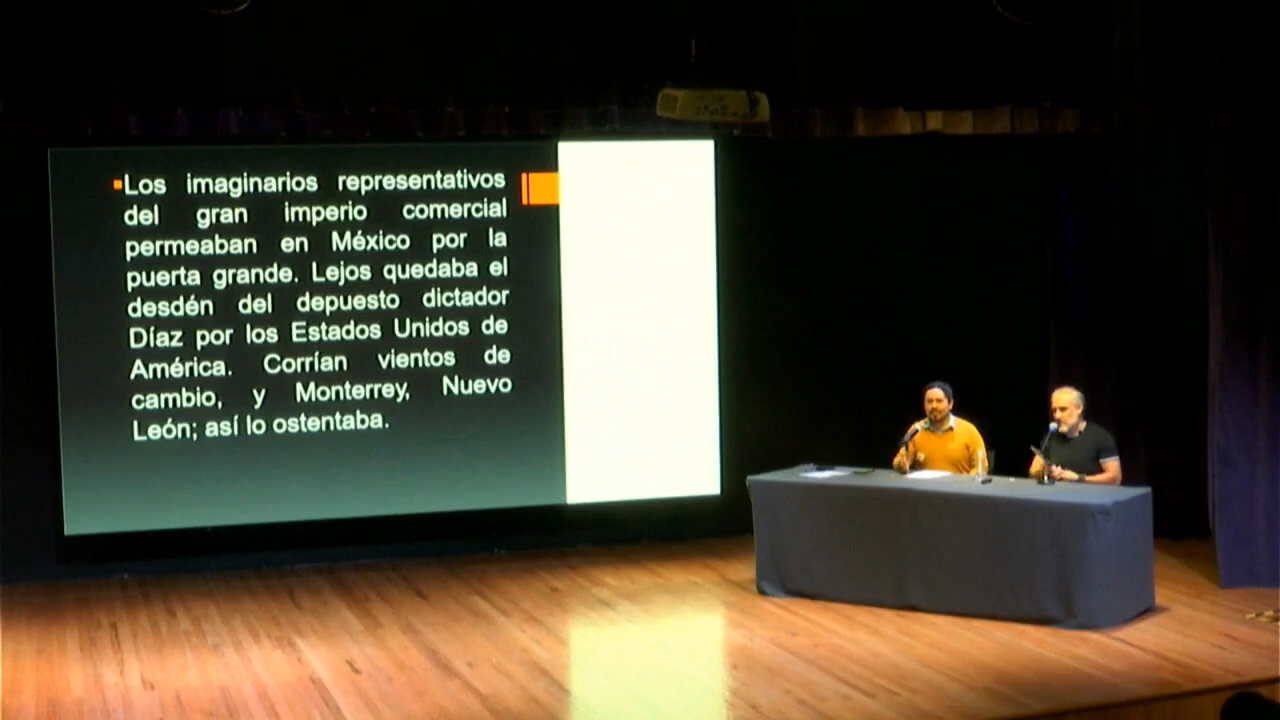 Los imaginarios representativos
del gran imperio comercial
permeaban en México por la
puerta grande. Lejos quedaba el
desdén del depuesto dictador
Díaz por los Estados Unidos de
América. Corrían vientos de
cambio, y Monterrey, Nuevo
León; así lo ostentaba.